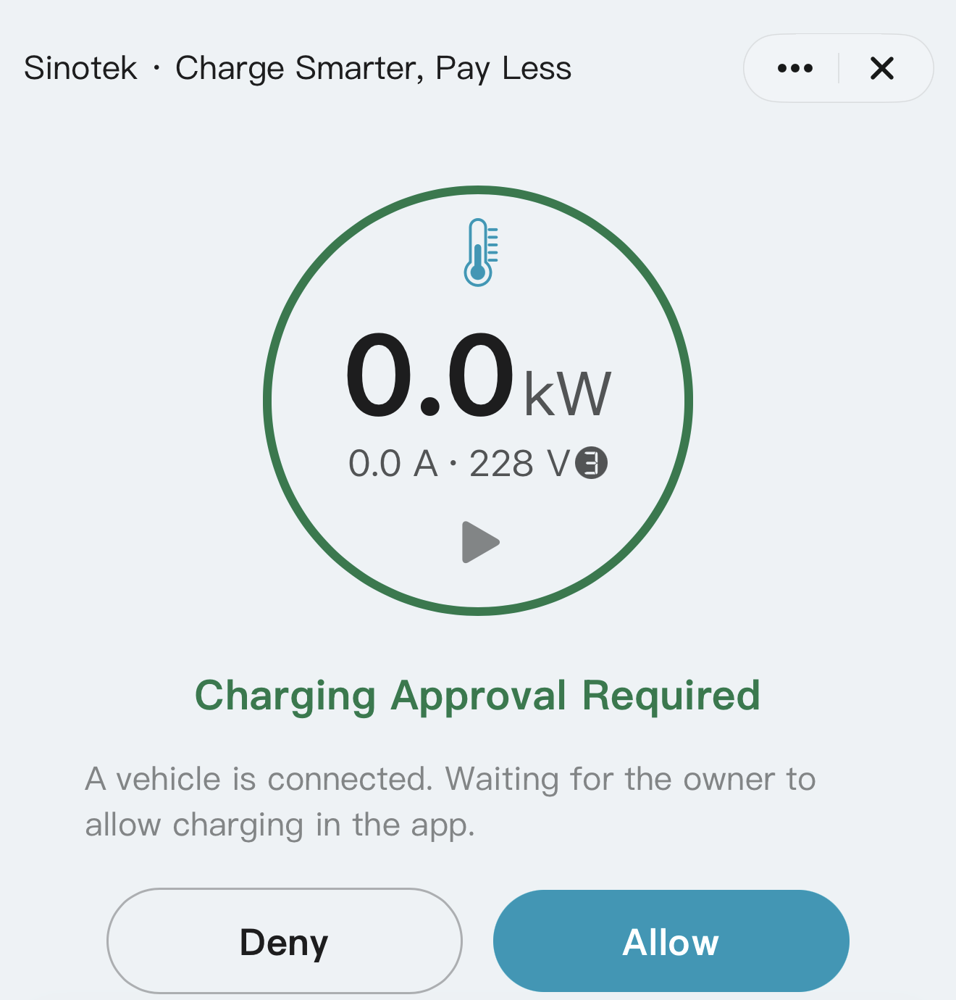 Sinotek · Charge Smarter, Pay Less
0.0 kW
0.0 A · 228 V 3
Charging Approval Required
A vehicle is connected. Waiting for the owner to
allow charging in the app.
Deny
Allow